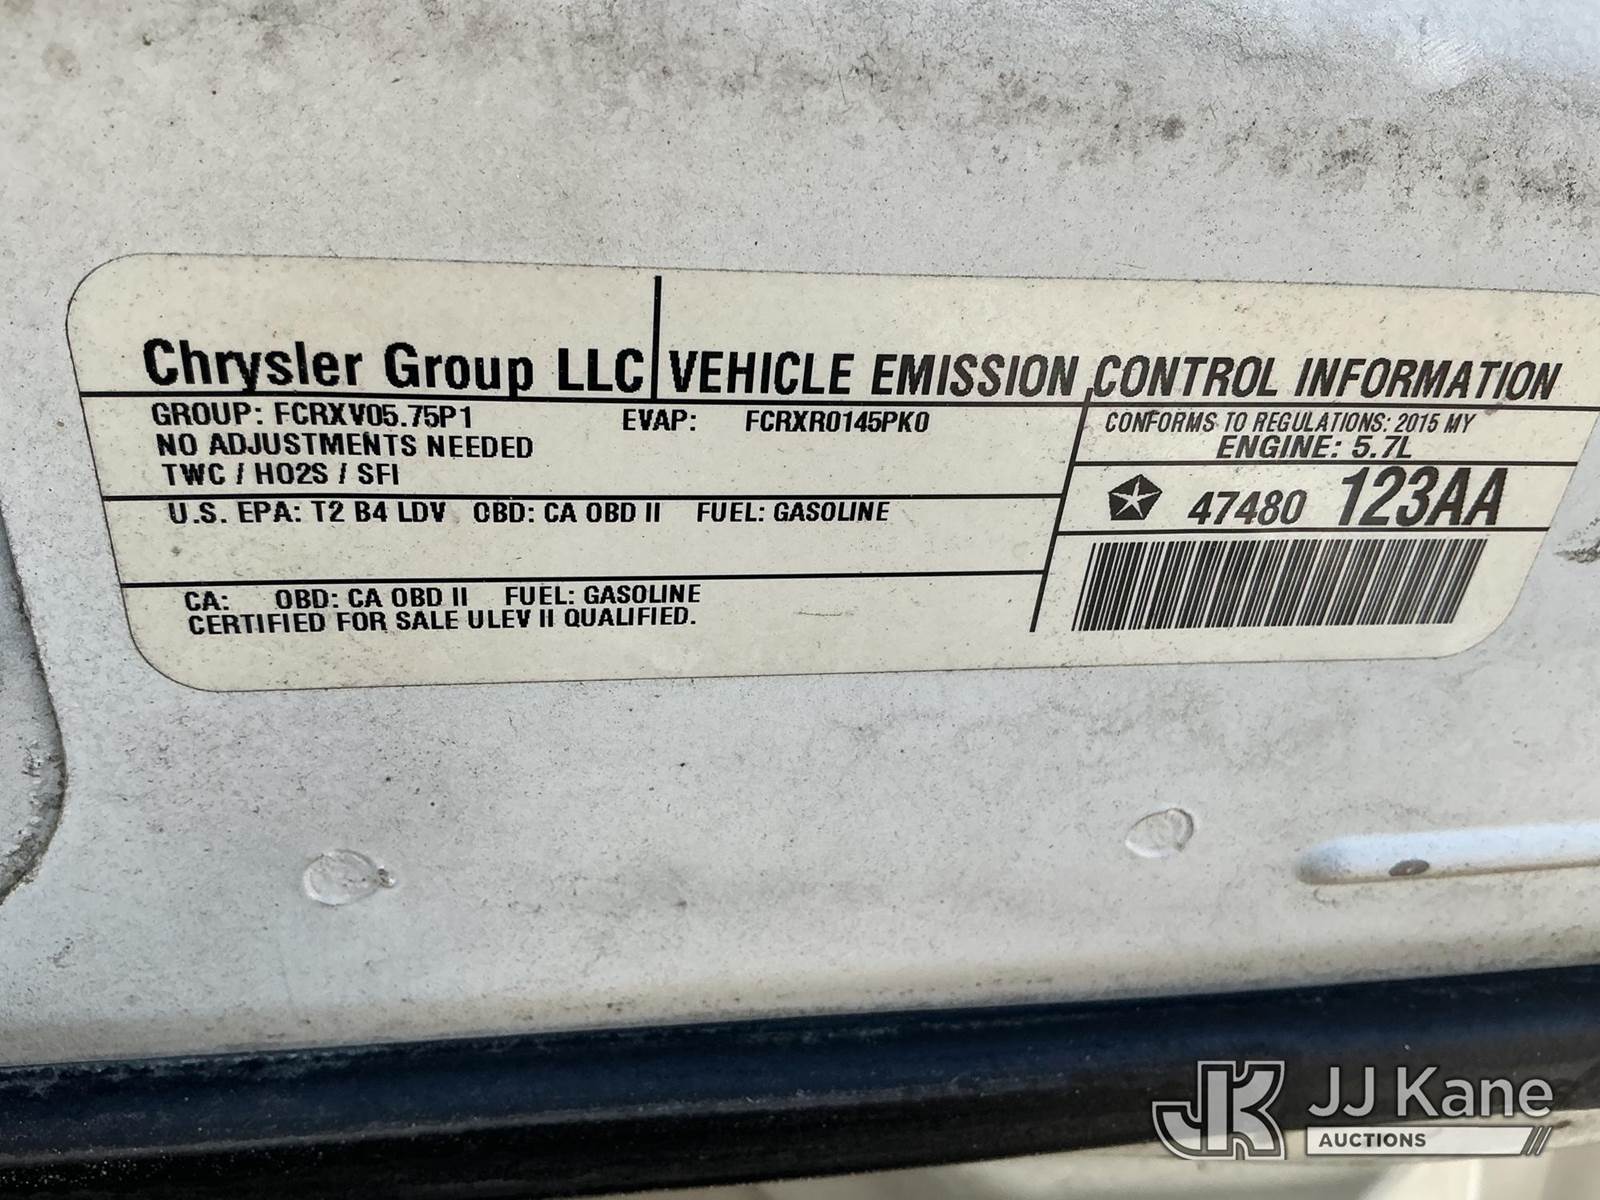 Chrysler Group LLC VEHICLE EMISSION CONTROL INFORMATION
GROUP: FCRXV05.75P1 EVAP: FCRXR0145PK0
NO ADJUSTMENTS NEEDED
TWC / HO2S / SFI
CONFORMS TO REGULATIONS: 2015 MY
ENGINE: 5.7L
47480 123AA
U.S. EPA: T2 B4 LDV OBD: CA OBD II FUEL: GASOLINE
CA: OBD: CA OBD II FUEL: GASOLINE
CERTIFIED FOR SALE ULEV II QUALIFIED.
JK JJ Kane
AUCTIONS